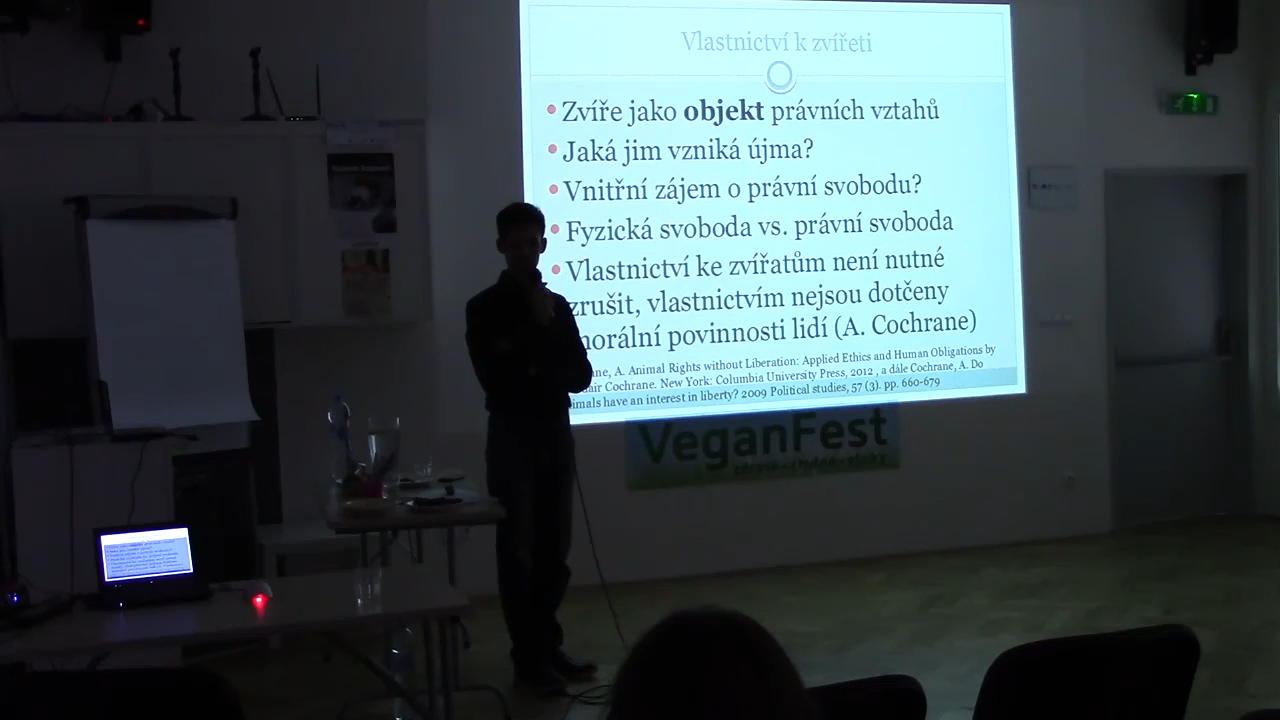 Vlastnictví k zvířeti
• Zvíře jako objekt právních vztahů
• Jaká jim vzniká újma?
• Vnitřní zájem o právní svobodu?
• Fyzická svoboda vs. právní svoboda
• Vlastnictví ke zvířatům není nutné
zrušit, vlastnictvím nejsou dotčeny
morální povinnosti lidí (A. Cochrane)
ane, A. Animal Rights without Liberation: Applied Ethics and Human Obligations by
air Cochrane. New York: Columbia University Press, 2012 , a dále Cochrane, A. Do
imals have an interest in liberty? 2009 Political studies, 57 (3). pp. 660-679
VeganFest